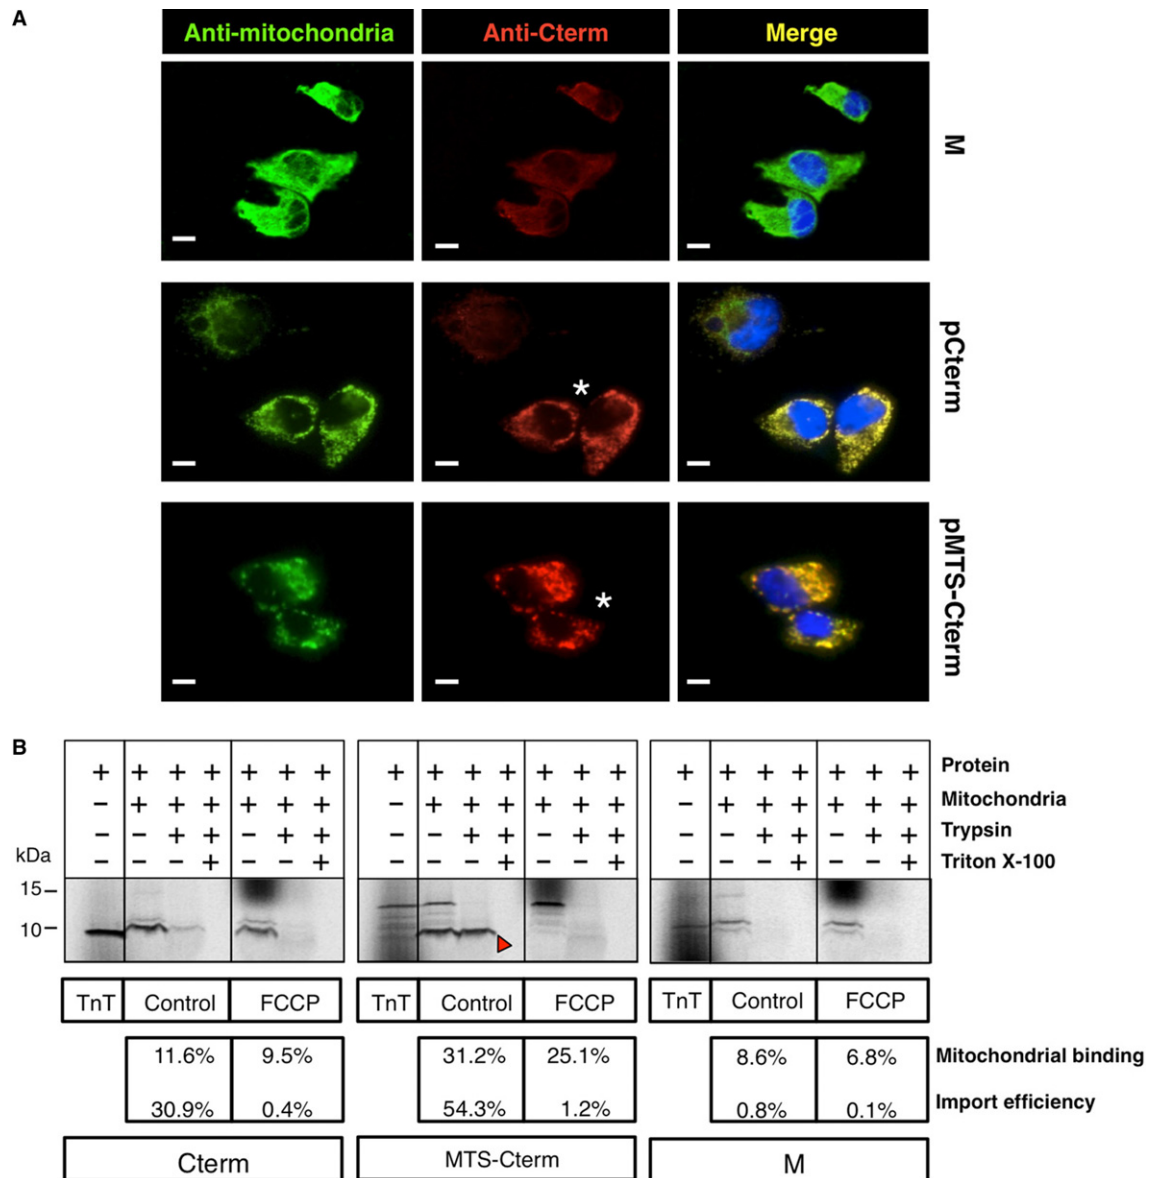 A
Anti-mitochondria Anti-Cterm Merge
M
*
pCterm
*
pMTS-Cterm
B
+ + + + + + + + + + + + + + + + + + + + + Protein
− + + + + + + − + + + + + + − + + + + + + Mitochondria
− − + + − + + − − + + − + + − − + + − + + Trypsin
kDa − − − + − − + − − − + − − + − − − + − − + Triton X-100
15
10
TnT Control FCCP TnT Control FCCP TnT Control FCCP
11.6% 9.5% 31.2% 25.1% 8.6% 6.8% Mitochondrial binding
30.9% 0.4% 54.3% 1.2% 0.8% 0.1% Import efficiency
Cterm MTS-Cterm M